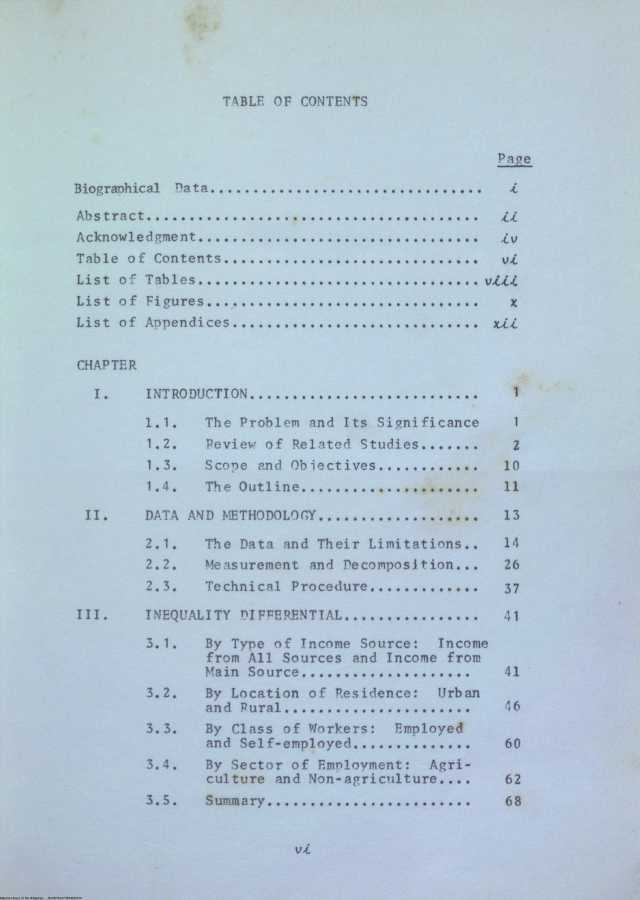 TABLE OF CONTENTS
Page
Biographical Data................................ i
Abstract....................................... ii
Acknowledgment................................. iv
Table of Contents.............................. vi
List of Tables................................. viii
List of Figures................................ x
List of Appendices............................. xii
CHAPTER
I. INTRODUCTION........................... 1
1.1. The Problem and Its Significance 1
1.2. Review of Related Studies....... 2
1.3. Scope and Objectives............ 10
1.4. The Outline..................... 11
II. DATA AND METHODOLOGY................... 13
2.1. The Data and Their Limitations.. 14
2.2. Measurement and Decomposition... 26
2.3. Technical Procedure............. 37
III. INEQUALITY DIFFERENTIAL................ 41
3.1. By Type of Income Source: Income
from All Sources and Income from
Main Source.................... 41
3.2. By Location of Residence: Urban
and Rural...................... 46
3.3. By Class of Workers: Employed
and Self-employed.............. 60
3.4. By Sector of Employment: Agri-
culture and Non-agriculture.... 62
3.5. Summary........................ 68
vi